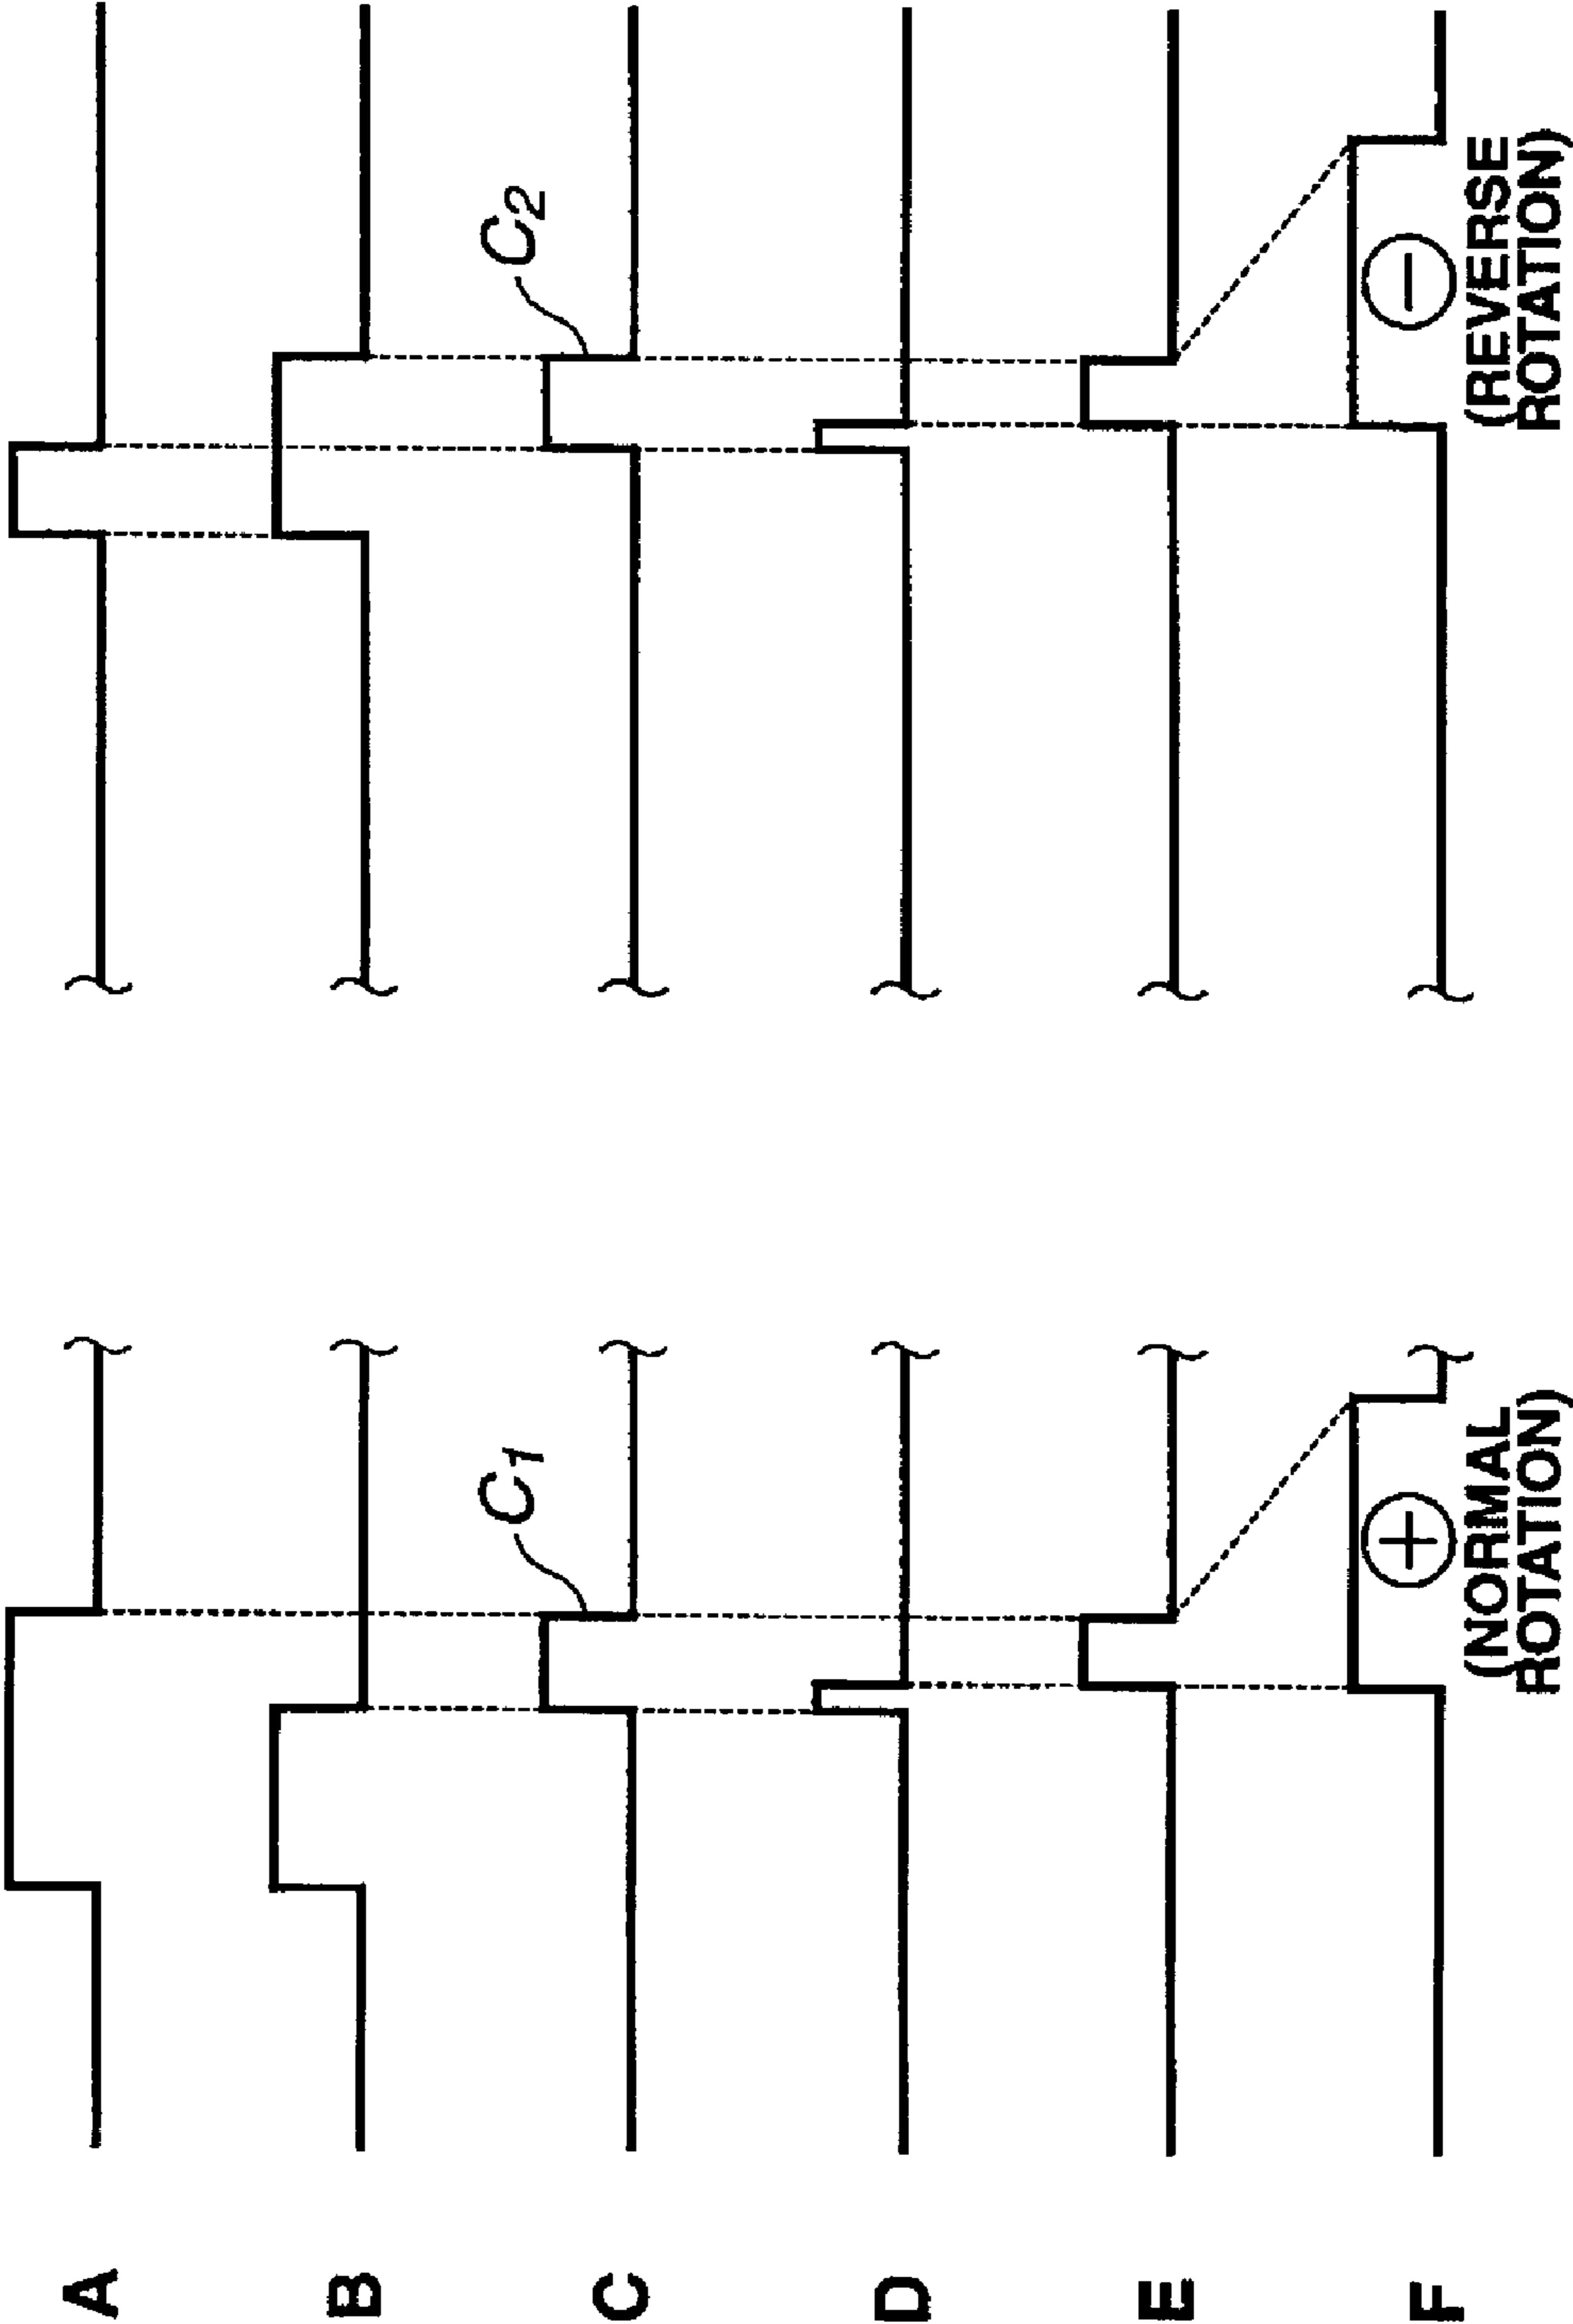 A
B
C
C1
C2
D
E
F
+
−
(NORMAL
ROTATION)
(REVERSE
ROTATION)